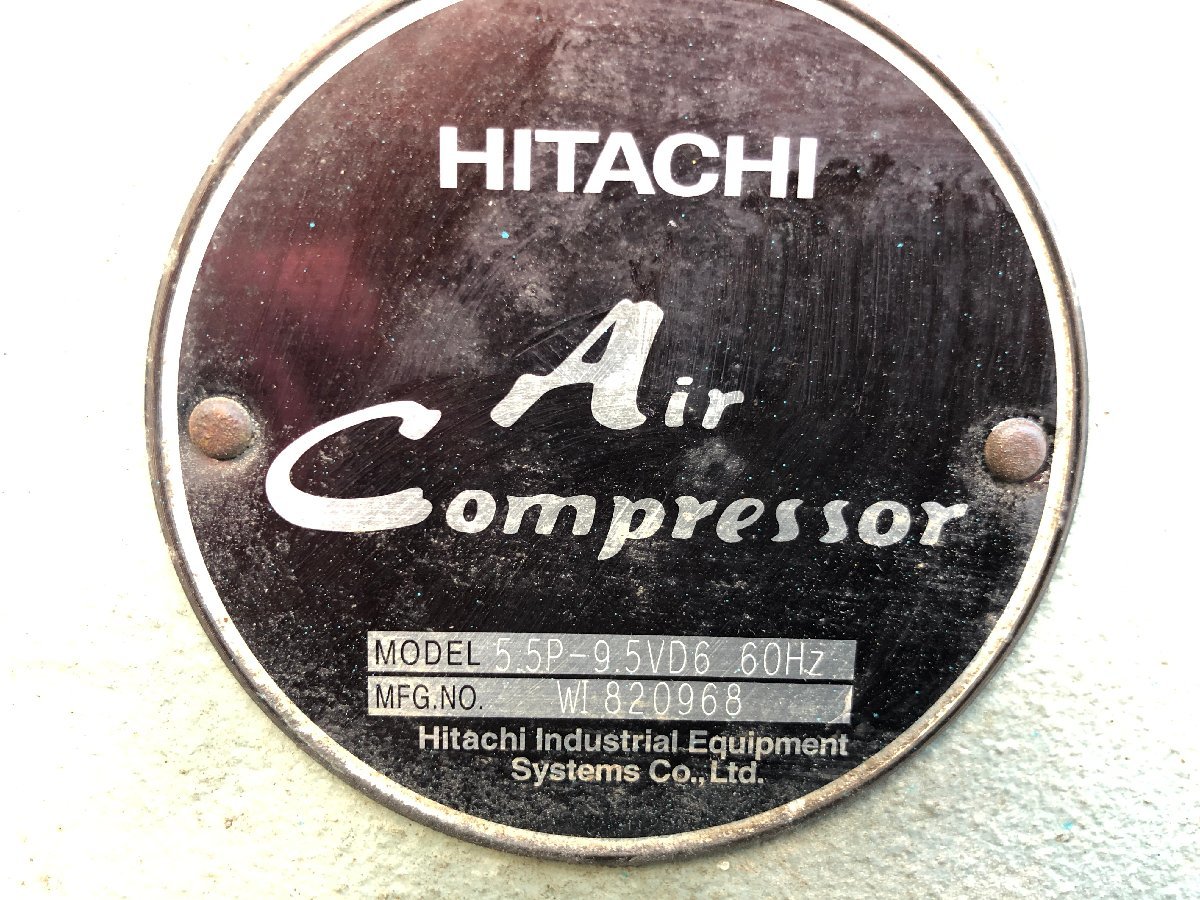 HITACHI
Air
Compressor
MODEL 5.5P-9.5VD6 60Hz
MFG.NO. WI 820968
Hitachi Industrial Equipment
Systems Co.,Ltd.